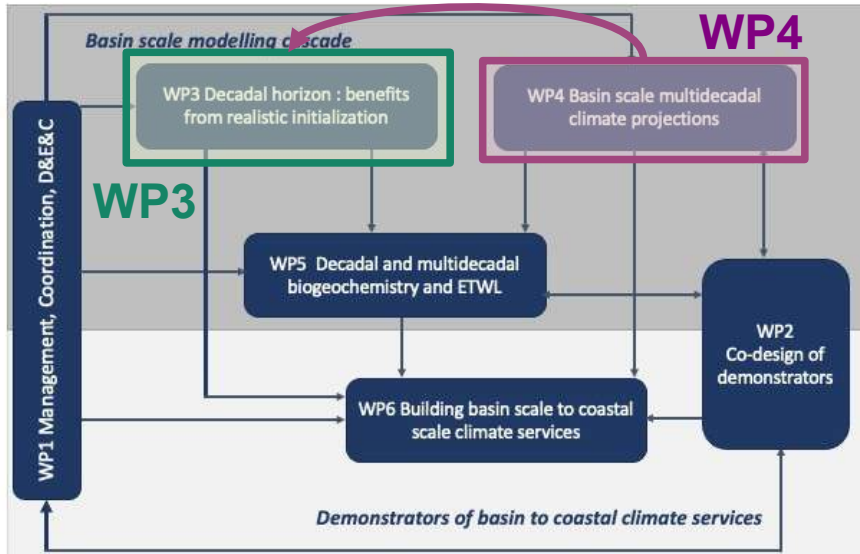 Basin scale modelling cascade
WP4
WP3 Decadal horizon : benefits
from realistic initialization
WP4 Basin scale multidecadal
climate projections
WP3
WP1 Management, Coordination, D&E&C
WP5 Decadal and multidecadal
biogeochemistry and ETWL
WP2
Co-design of
demonstrators
WP6 Building basin scale to coastal
scale climate services
Demonstrators of basin to coastal climate services